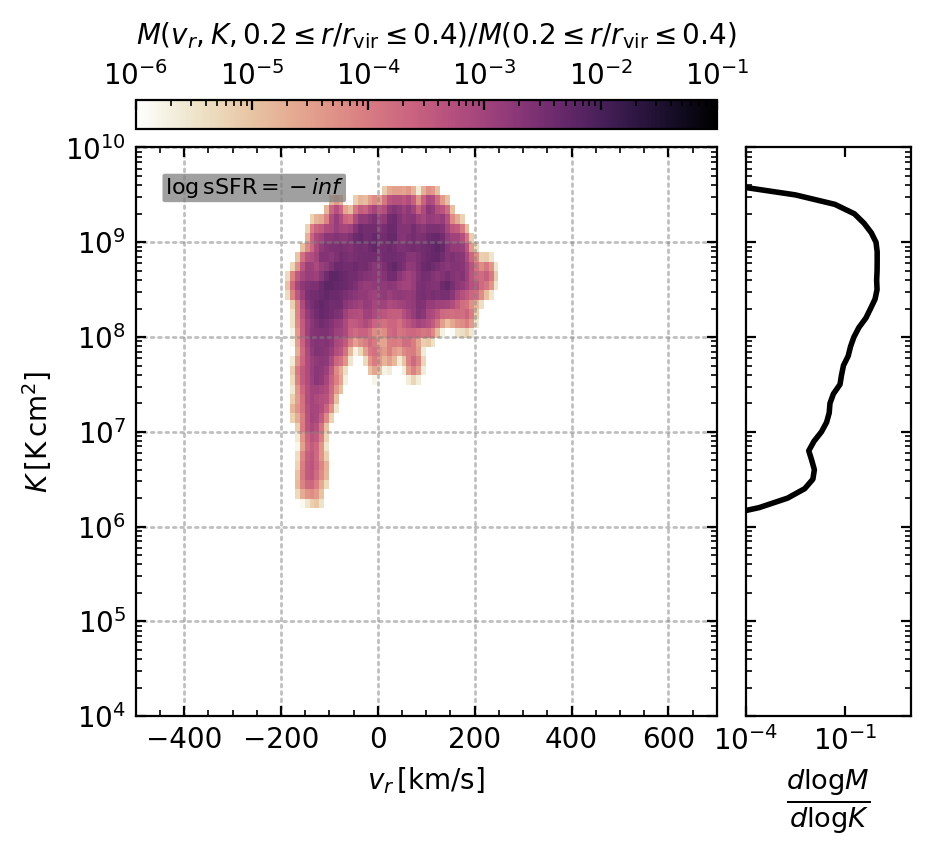 M(v_r, K, 0.2 ≤ r/r_vir ≤ 0.4)/M(0.2 ≤ r/r_vir ≤ 0.4)
10^−6 10^−5 10^−4 10^−3 10^−2 10^−1
log sSFR = −inf
10^10
10^9
10^8
10^7
10^6
10^5
10^4
K [K cm^2]
−400 −200 0 200 400 600
v_r [km/s]
10^−4 10^−1
dlogM
dlogK